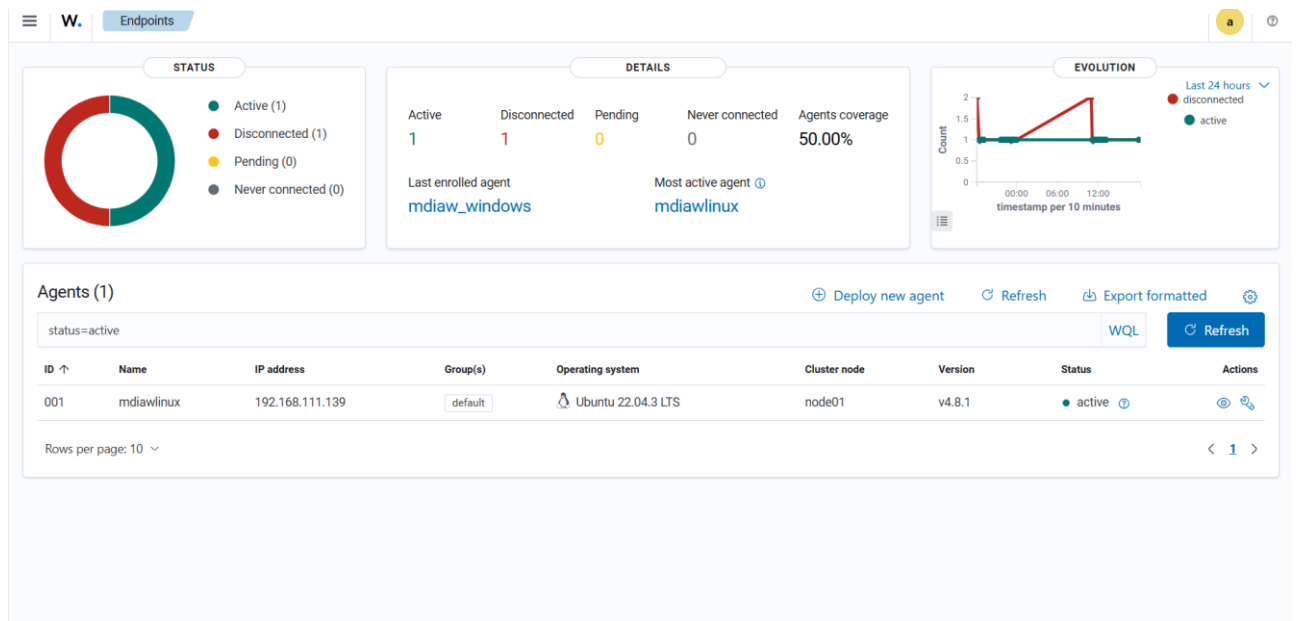 W. Endpoints a
STATUS
Active (1)
Disconnected (1)
Pending (0)
Never connected (0)
DETAILS
Active Disconnected Pending Never connected Agents coverage
1 1 0 0 50.00%
Last enrolled agent Most active agent
mdiaw_windows mdiawlinux
EVOLUTION
Last 24 hours
disconnected
active
Count
2
1.5
1
0.5
0
00:00 06:00 12:00
timestamp per 10 minutes
Agents (1) Deploy new agent Refresh Export formatted
status=active WQL Refresh
ID Name IP address Group(s) Operating system Cluster node Version Status Actions
001 mdiawlinux 192.168.111.139 default Ubuntu 22.04.3 LTS node01 v4.8.1 active
Rows per page: 10 1